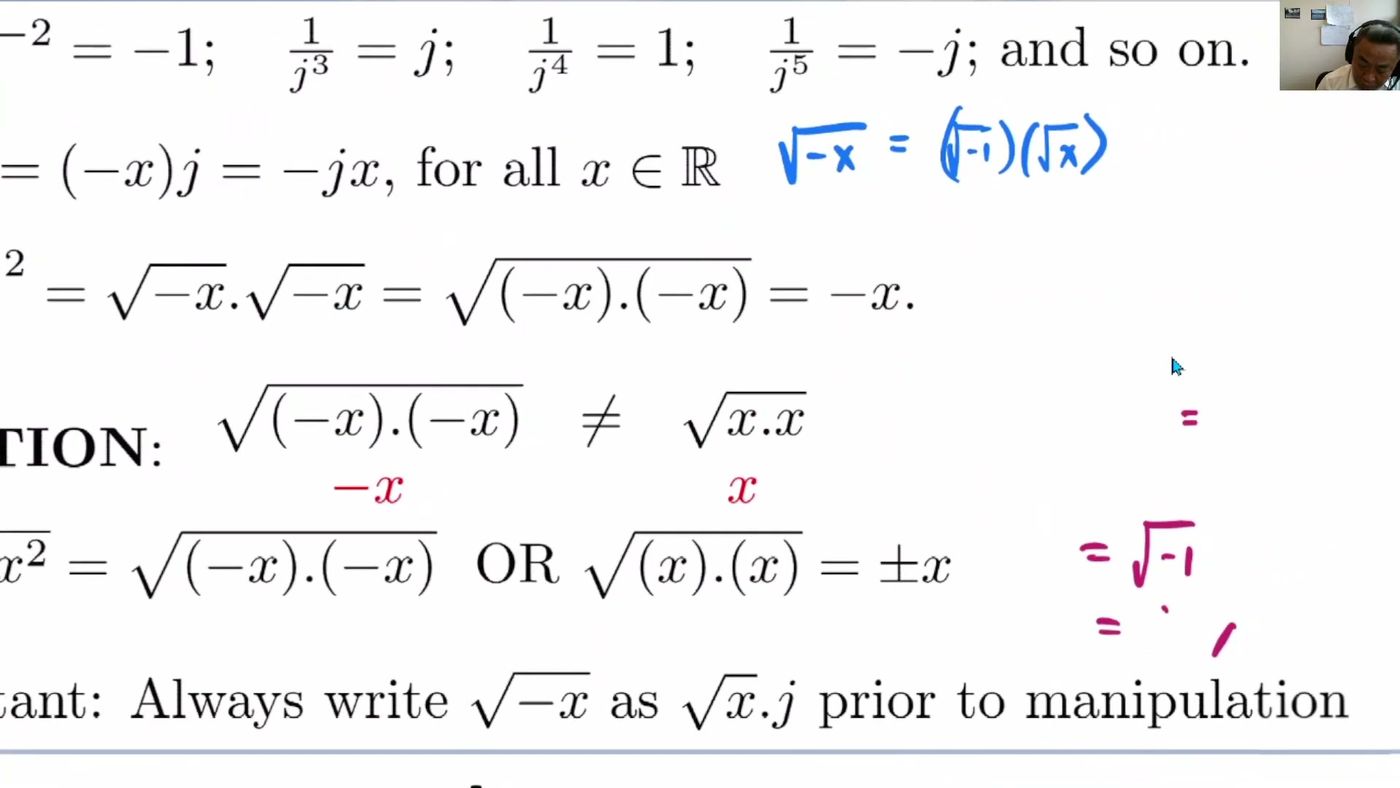 −2 = −1; 1/j³ = j; 1/j⁴ = 1; 1/j⁵ = −j; and so on.
= (−x)j = −jx, for all x ∈ ℝ √−x = (√−1)(√x)
2 = √−x.√−x = √(−x).(−x) = −x.
TION: √(−x).(−x) ≠ √x.x
=
−x x
x² = √(−x).(−x) OR √(x).(x) = ±x
= √−1
=
tant: Always write √−x as √x.j prior to manipulation